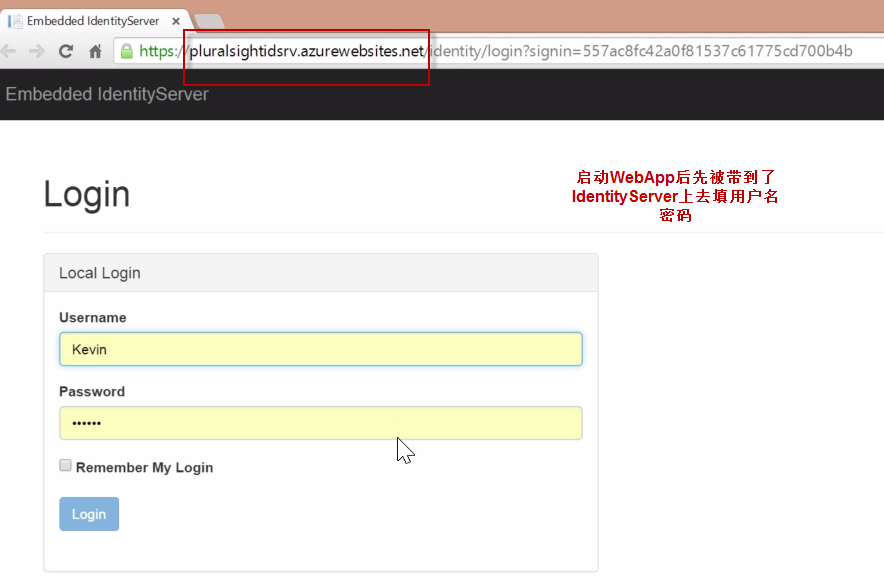 Embedded IdentityServer
https://pluralsightidsrv.azurewebsites.net/identity/login?signin=557ac8fc42a0f81537c61775cd700b4b
Embedded IdentityServer
Login
启动WebApp后先被带到了
IdentityServer上去填用户名
密码
Local Login
Username
Kevin
Password
••••••
Remember My Login
Login